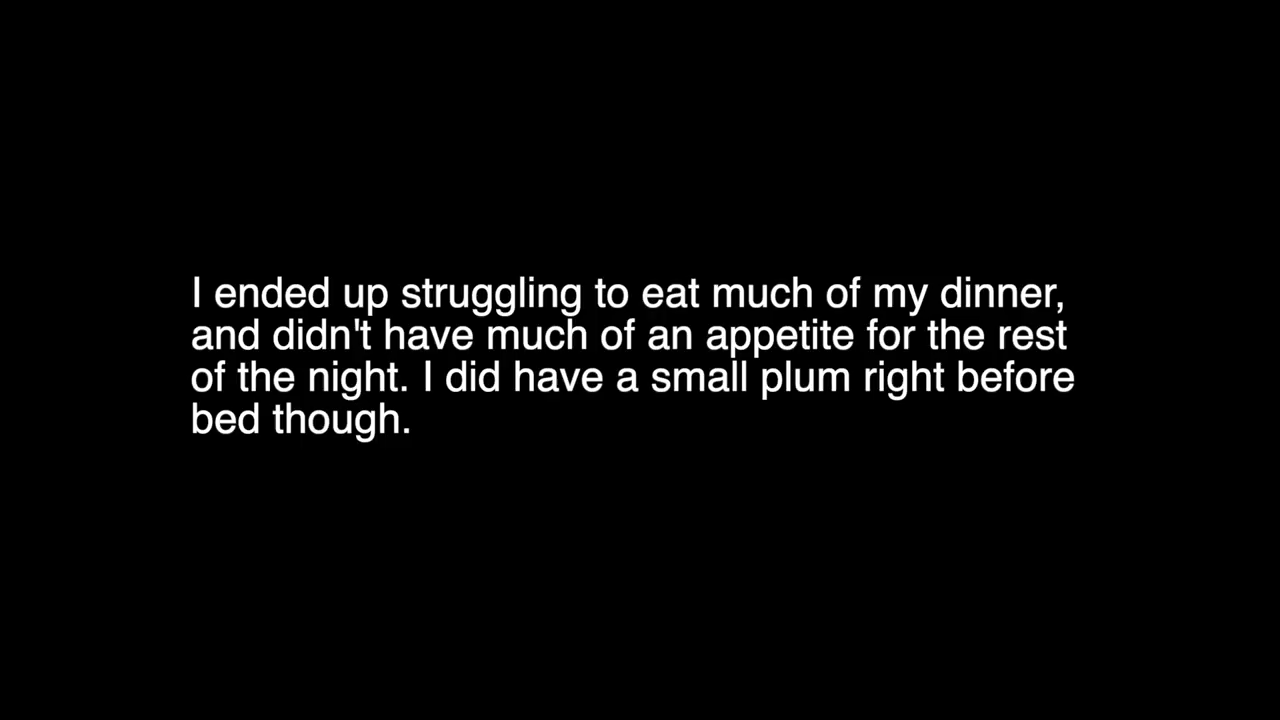 I ended up struggling to eat much of my dinner,
and didn't have much of an appetite for the rest
of the night. I did have a small plum right before
bed though.